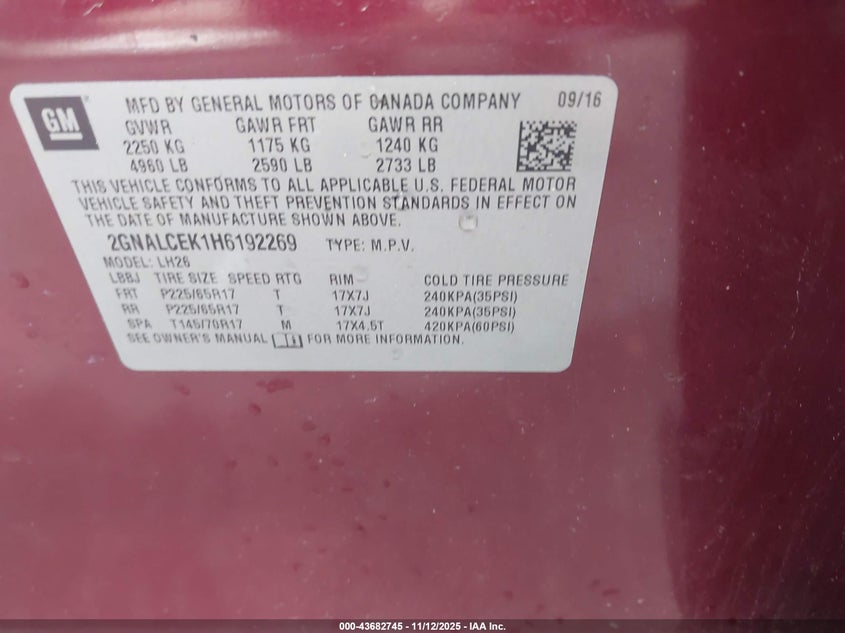 GM
MFD BY GENERAL MOTORS OF CANADA COMPANY 09/16
GVWR GAWR FRT GAWR RR
2250 KG 1175 KG 1240 KG
4960 LB 2590 LB 2733 LB
THIS VEHICLE CONFORMS TO ALL APPLICABLE U.S. FEDERAL MOTOR
VEHICLE SAFETY AND THEFT PREVENTION STANDARDS IN EFFECT ON
THE DATE OF MANUFACTURE SHOWN ABOVE.
2GNALCEK1H6192269 TYPE: M.P.V.
MODEL: LH26
LBBJ TIRE SIZE SPEED RTG RIM COLD TIRE PRESSURE
FRT P225/65R17 T 17X7J 240KPA(35PSI)
RR P225/65R17 T 17X7J 240KPA(35PSI)
SPA T145/70R17 M 17X4.5T 420KPA(60PSI)
SEE OWNER'S MANUAL FOR MORE INFORMATION.
000-43682745 - 11/12/2025 - IAA Inc.